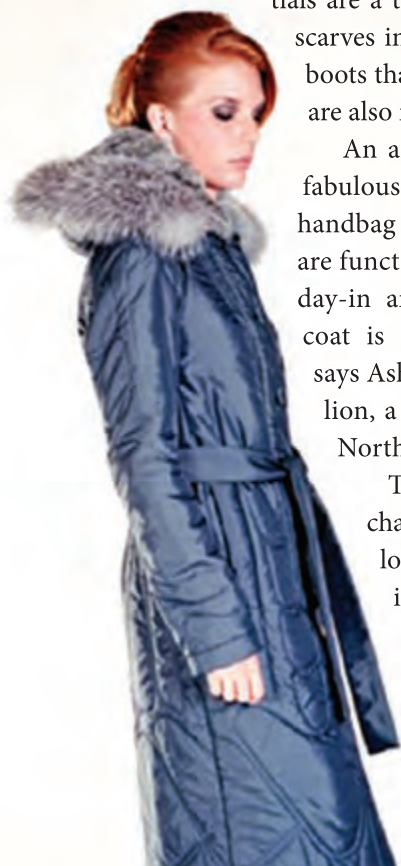 tials are a t
scarves in
boots tha
are also
An a
fabulous
handbag
are funct
day-in a
coat is
says Ash
lion, a
North
T
cha
lo
i